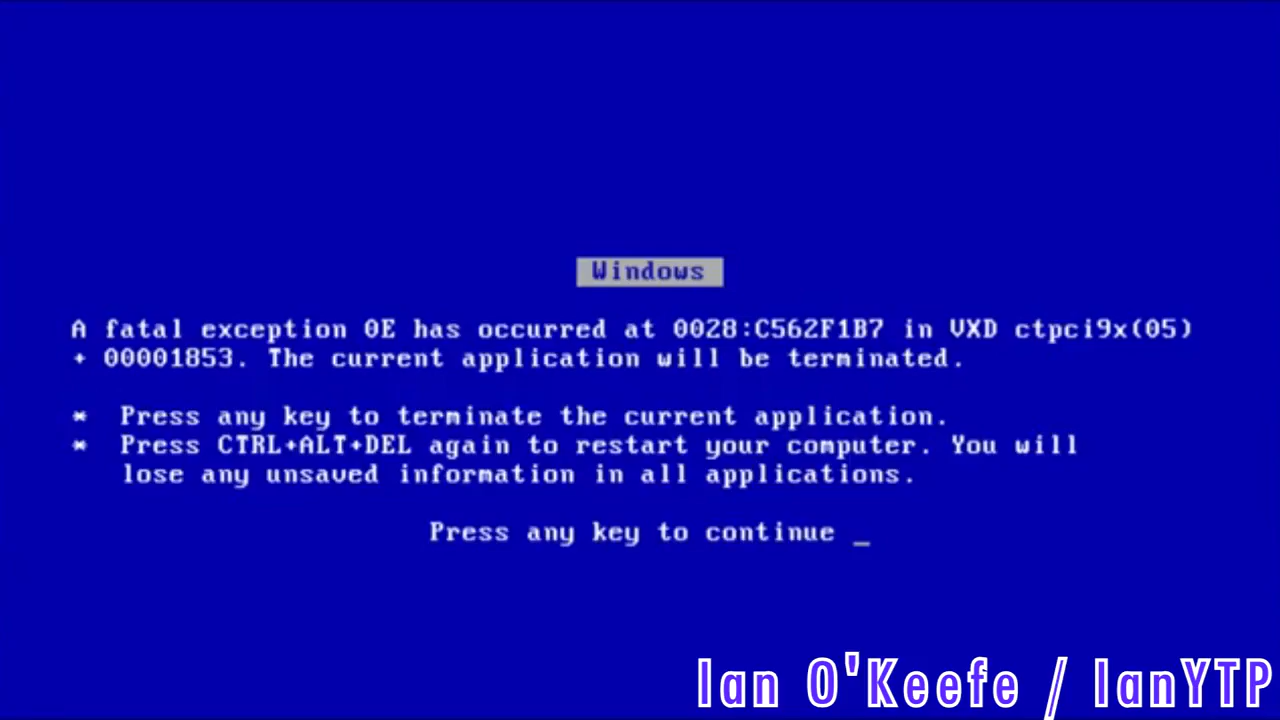 Windows
A fatal exception 0E has occurred at 0028:C562F1B7 in VXD ctpci9x(05)
+ 00001853. The current application will be terminated.
* Press any key to terminate the current application.
* Press CTRL+ALT+DEL again to restart your computer. You will
lose any unsaved information in all applications.
Press any key to continue _
Ian O'Keefe / IanYTP